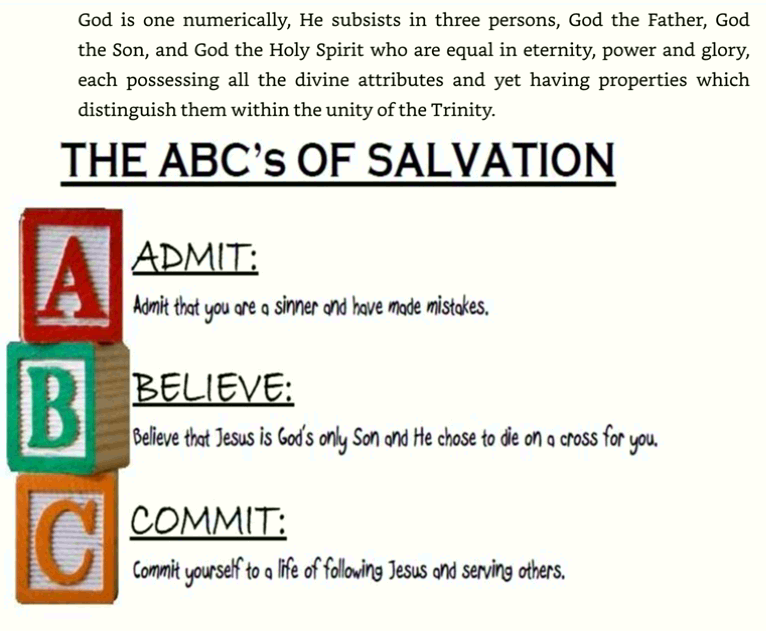 God is one numerically, He subsists in three persons, God the Father, God
the Son, and God the Holy Spirit who are equal in eternity, power and glory,
each possessing all the divine attributes and yet having properties which
distinguish them within the unity of the Trinity.
THE ABC's OF SALVATION
A
ADMIT:
Admit that you are a sinner and have made mistakes.
B
BELIEVE:
Believe that Jesus is God's only Son and He chose to die on a cross for you.
C
COMMIT:
Commit yourself to a life of following Jesus and serving others.